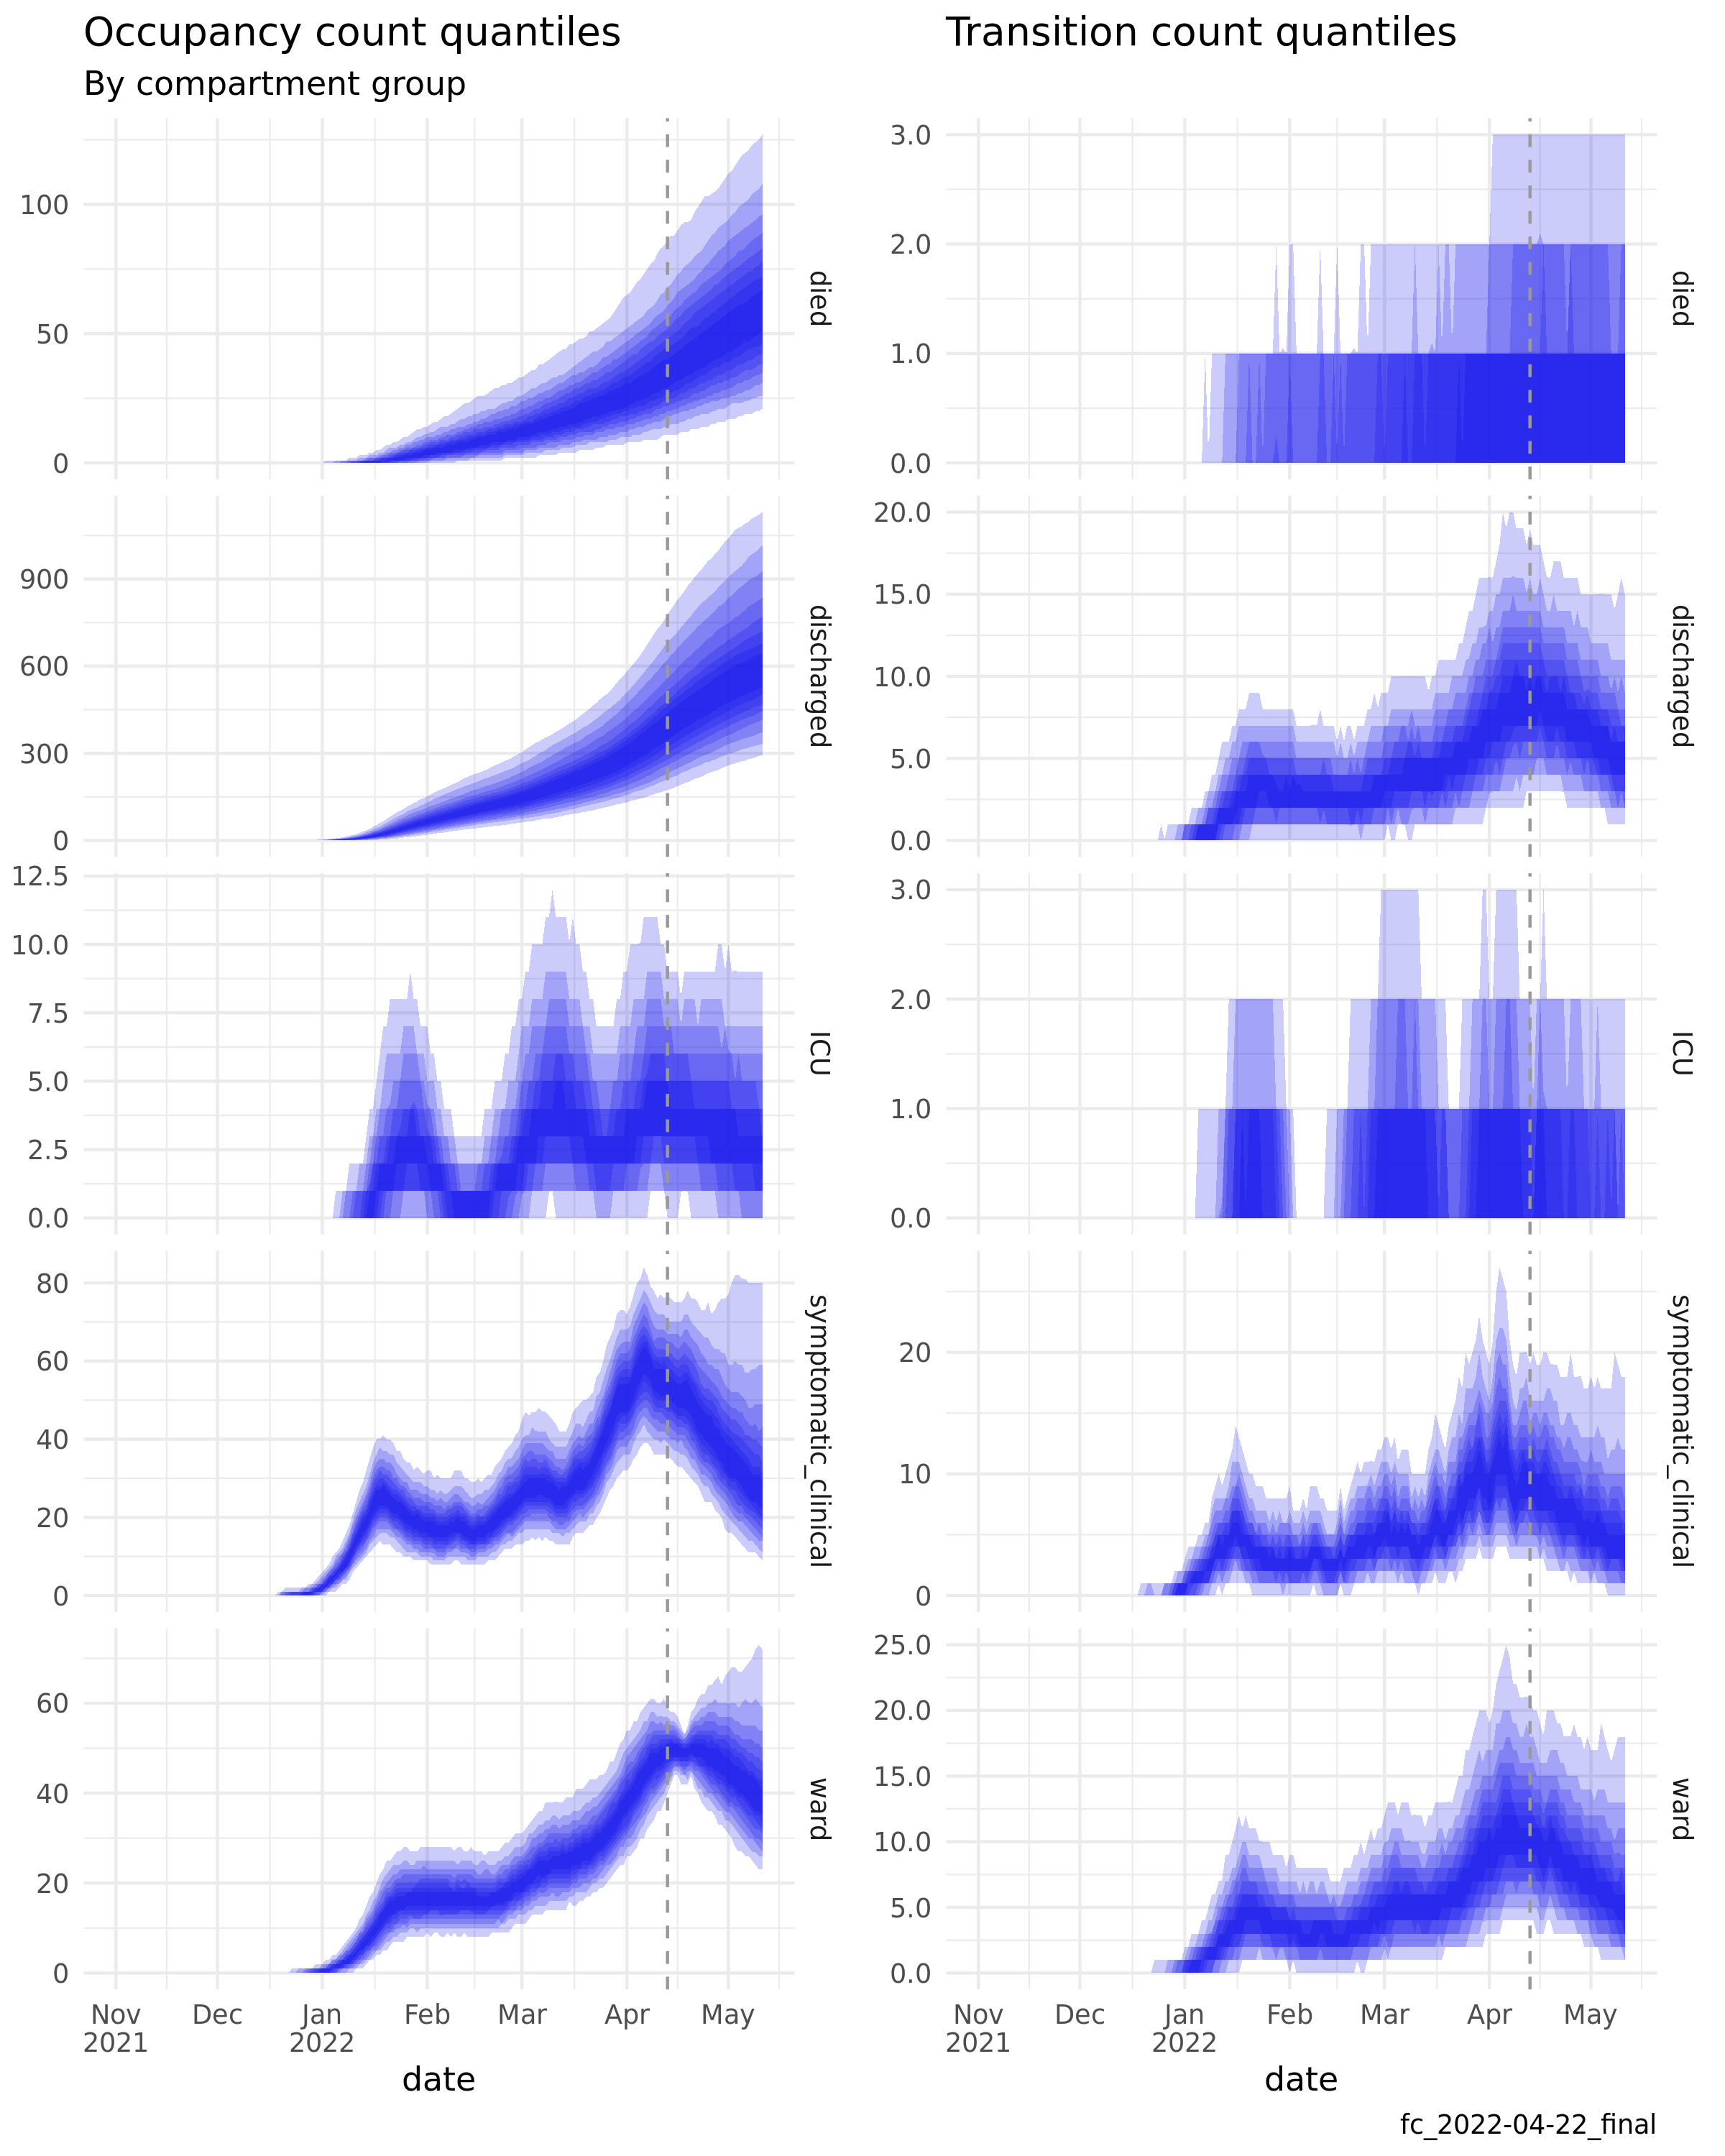 Occupancy count quantiles
By compartment group
Transition count quantiles
100
50
0
died
3.0
2.0
1.0
0.0
died
900
600
300
0
discharged
20.0
15.0
10.0
5.0
0.0
discharged
12.5
10.0
7.5
5.0
2.5
0.0
ICU
3.0
2.0
1.0
0.0
ICU
80
60
40
20
0
symptomatic_clinical
20
10
0
symptomatic_clinical
60
40
20
0
ward
25.0
20.0
15.0
10.0
5.0
0.0
ward
Nov Dec Jan Feb Mar Apr May
2021 2022
date
Nov Dec Jan Feb Mar Apr May
2021 2022
date
fc_2022-04-22_final